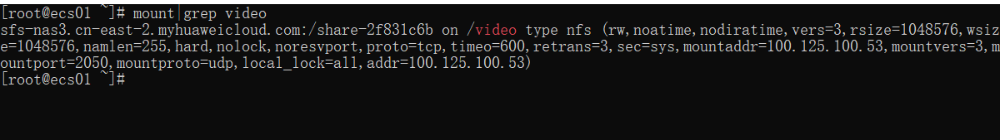 [root@ecs01 ~]# mount|grep video
sfs-nas3.cn-east-2.myhuaweicloud.com:/share-2f831c6b on /video type nfs (rw,noatime,nodiratime,vers=3,rsize=1048576,wsiz
e=1048576,namlen=255,hard,nolock,noresvport,proto=tcp,timeo=600,retrans=3,sec=sys,mountaddr=100.125.100.53,mountvers=3,m
ountport=2050,mountproto=udp,local_lock=all,addr=100.125.100.53)
[root@ecs01 ~]#